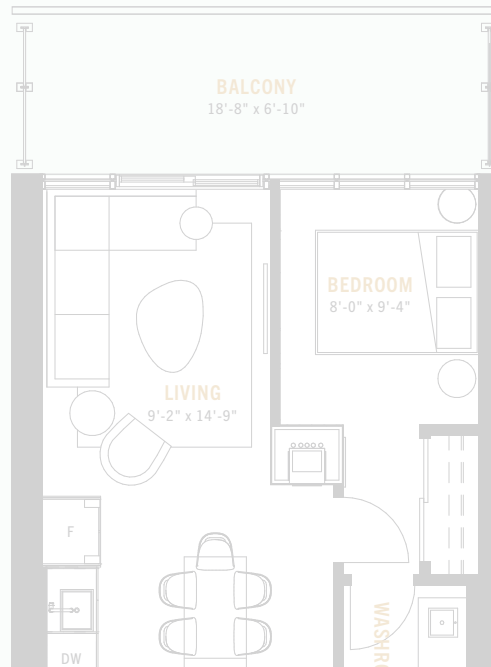 BALCONY
18'-8" x 6'-10"
BEDROOM
8'-0" x 9'-4"
LIVING
9'-2" x 14'-9"
F
DW